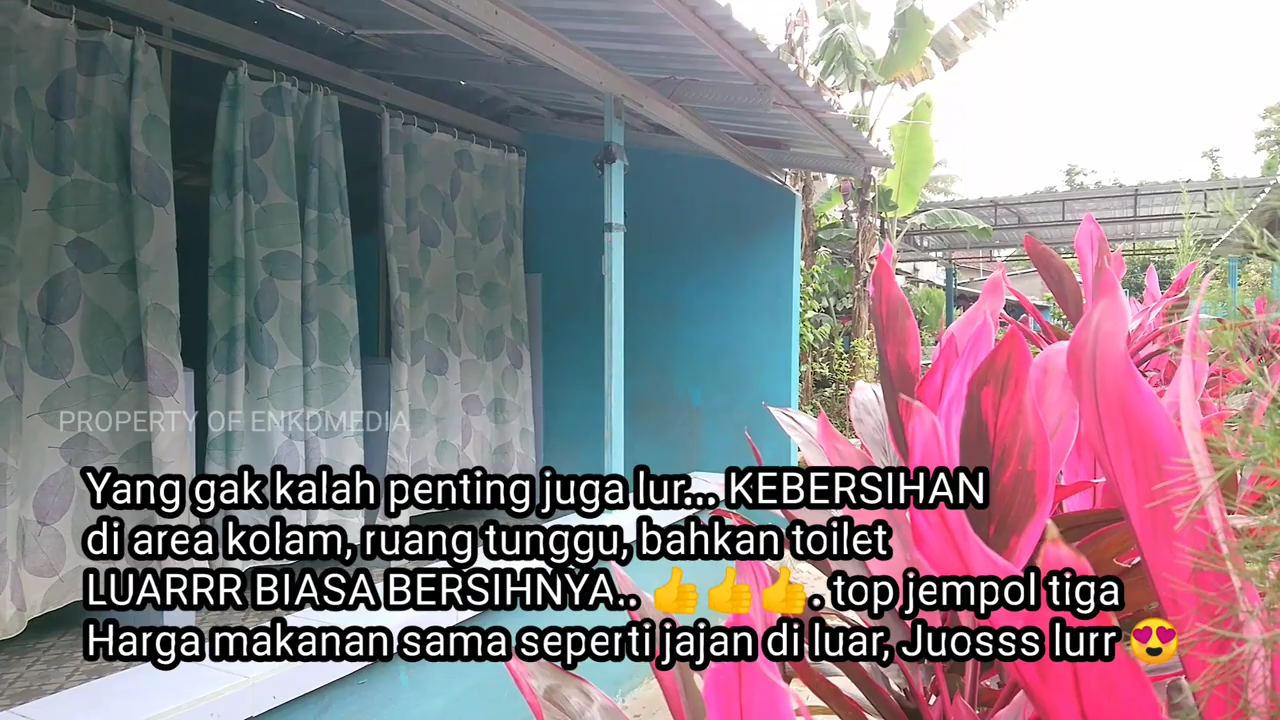 PROPERTY OF ENKDMEDIA
Yang gak kalah penting juga lur... KEBERSIHAN
di area kolam, ruang tunggu, bahkan toilet
LUARRR BIASA BERSIHNYA.. 👍👍👍. top jempol tiga
Harga makanan sama seperti jajan di luar, Juosss lurr 😍